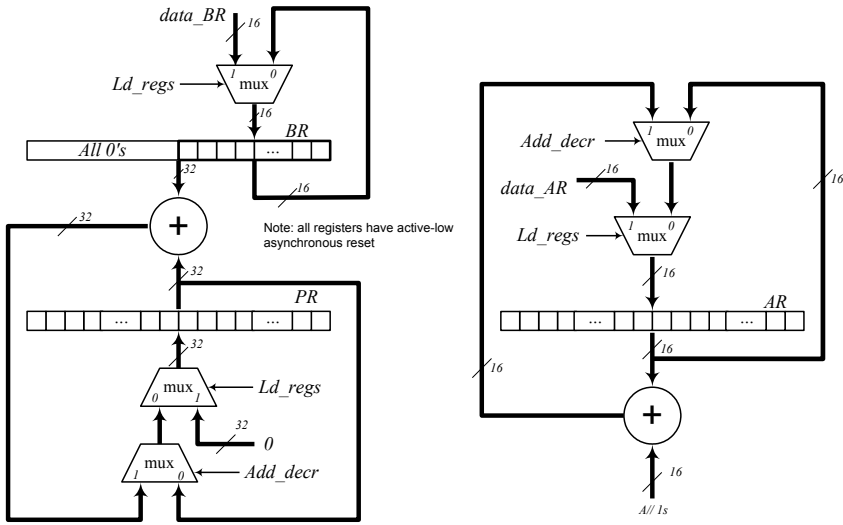 data_BR
16
1 0
mux
Ld_regs
16
BR
All 0's
...
32
16
32
+
Note: all registers have active-low
asynchronous reset
32
PR
... ...
32
mux
0 1
Ld_regs
32
0
mux
1 0
Add_decr
1 0
mux
Add_decr
16
data_AR
16
1 0
mux
Ld_regs
16
AR
... ...
16
16
+
16
A// 1s